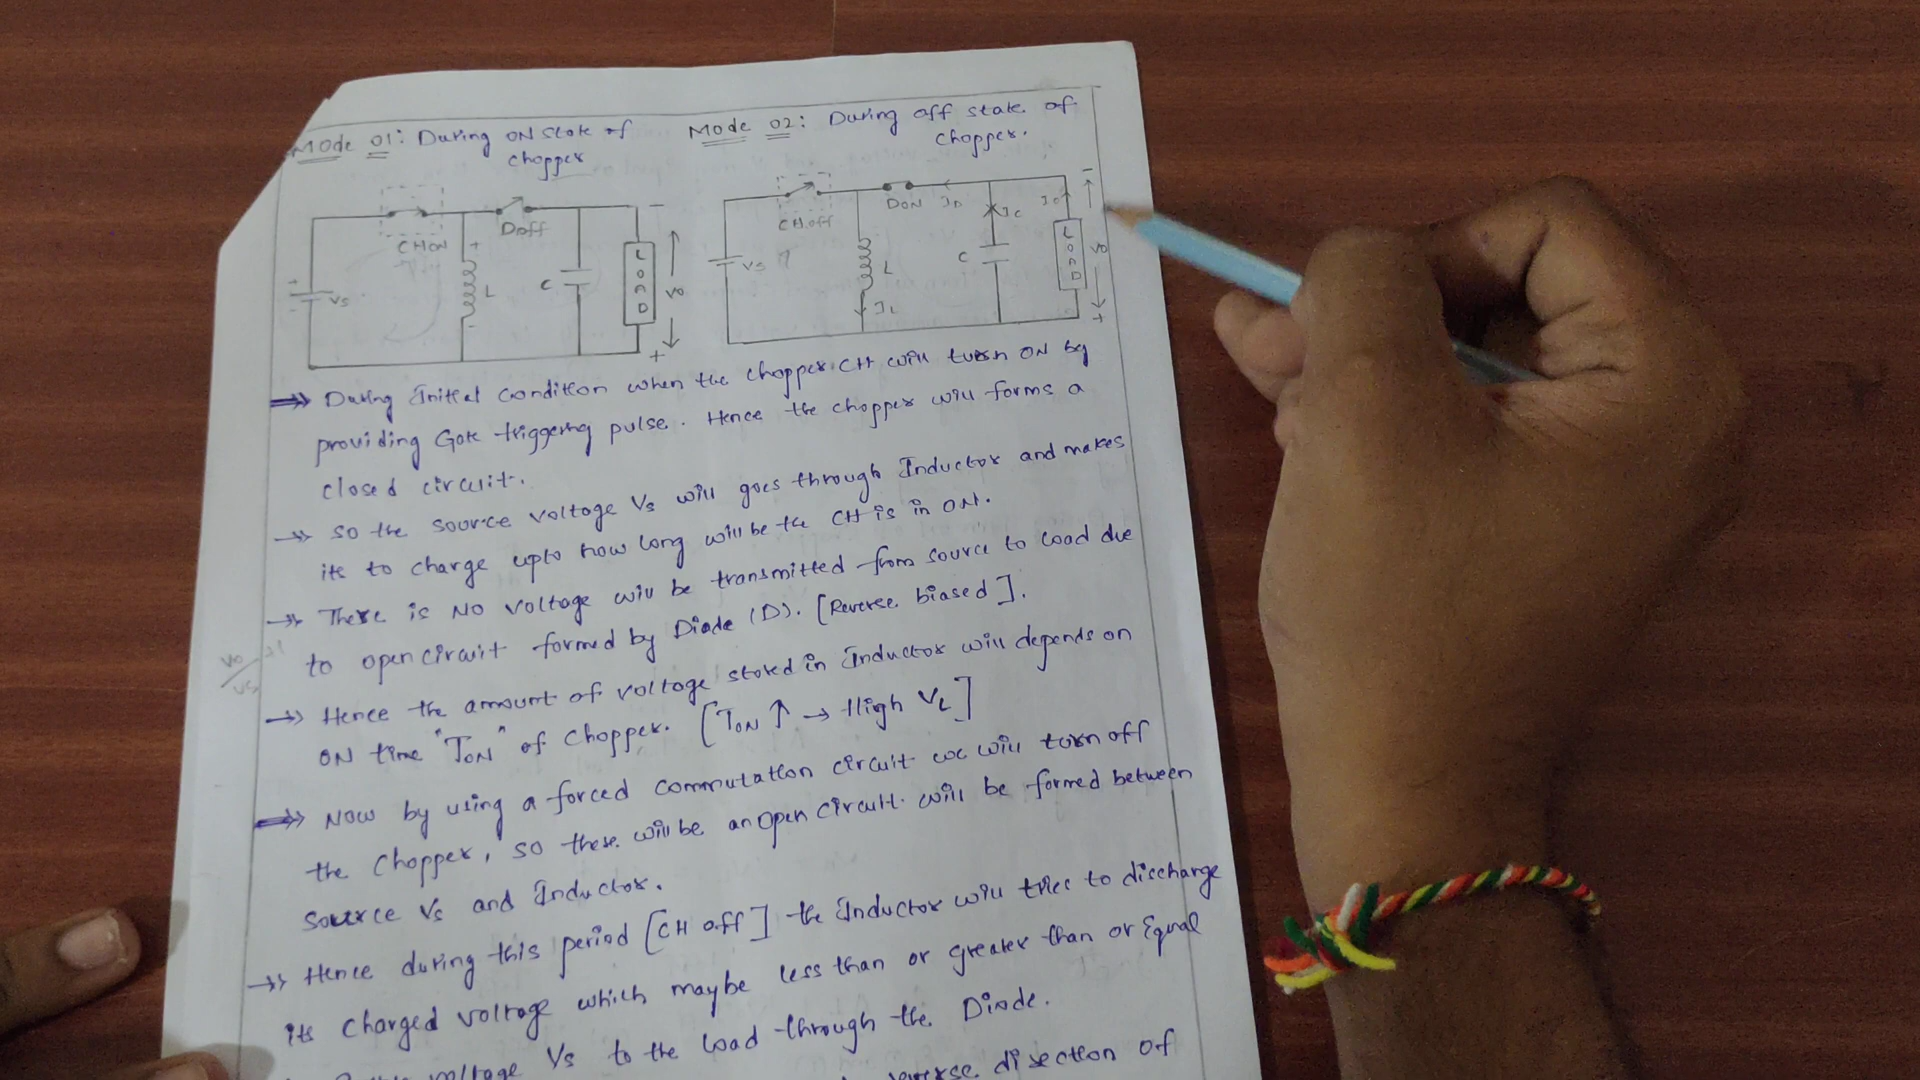 Mode 01: During ON State of
chopper
Mode 02: During off state of
chopper.
CH ON
Doff
+
-
Vs
+
L
-
C
LOAD
-
Vo
+
CH off
DON
ID
IC
IO
Vs
L
IL
C
LOAD
-
Vo
+
→ During Initial condition when the chopper CH will turn ON by
providing Gate triggering pulse. Hence the chopper will forms a
closed circuit.
→ So the source voltage Vs will goes through Inductor and makes
its to charge upto how long will be the CH is in ON.
→ There is NO voltage will be transmitted from source to load due
to open circuit formed by Diode (D). [Reverse biased].
Vo/Vs
→ Hence the amount of voltage stored in Inductor will depends on
ON time "TON" of chopper. [TON ↑ → High VL]
→ Now by using a forced commutation circuit we will turn off
the chopper, so there will be an open circuit will be formed between
source Vs and Inductor.
→ Hence during this period [CH off] the Inductor will tries to discharge
its charged voltage which maybe less than or greater than or Equal
voltage Vs to the load through the Diode.
reverse direction of